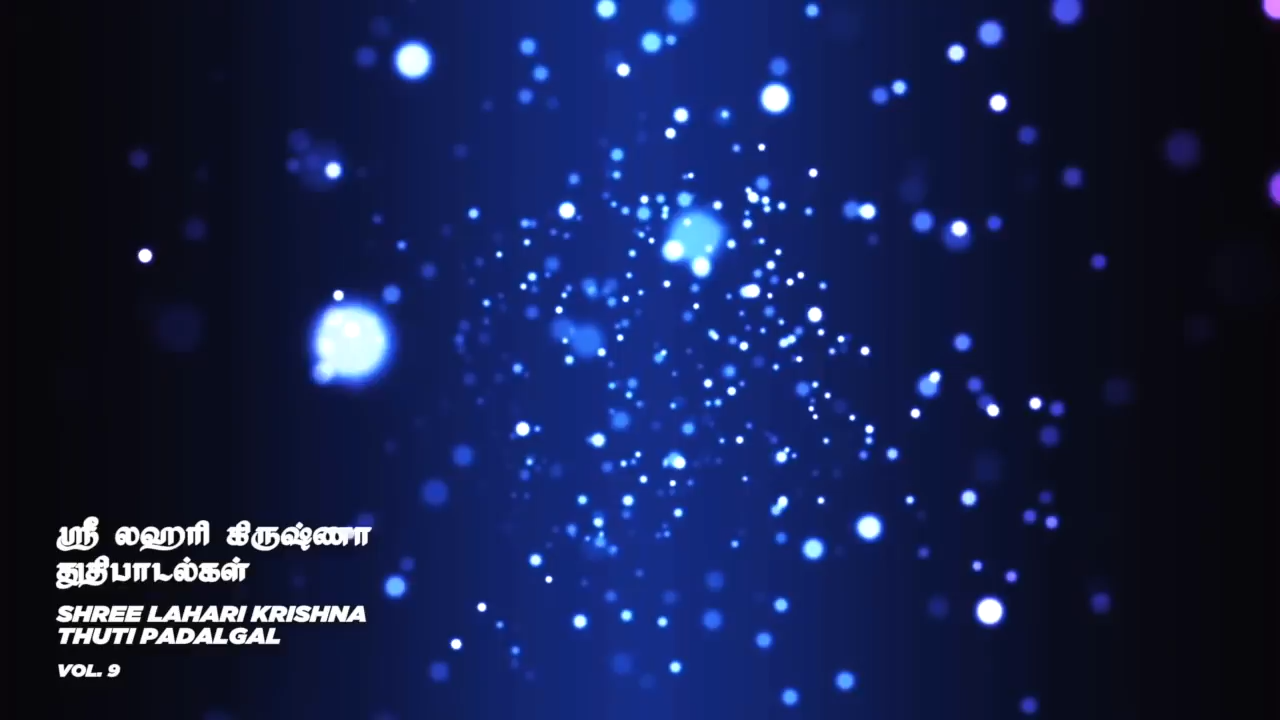 ஸ்ரீ லஹரி கிருஷ்ணா
துதிபாடல்கள்
SHREE LAHARI KRISHNA
THUTI PADALGAL
VOL. 9